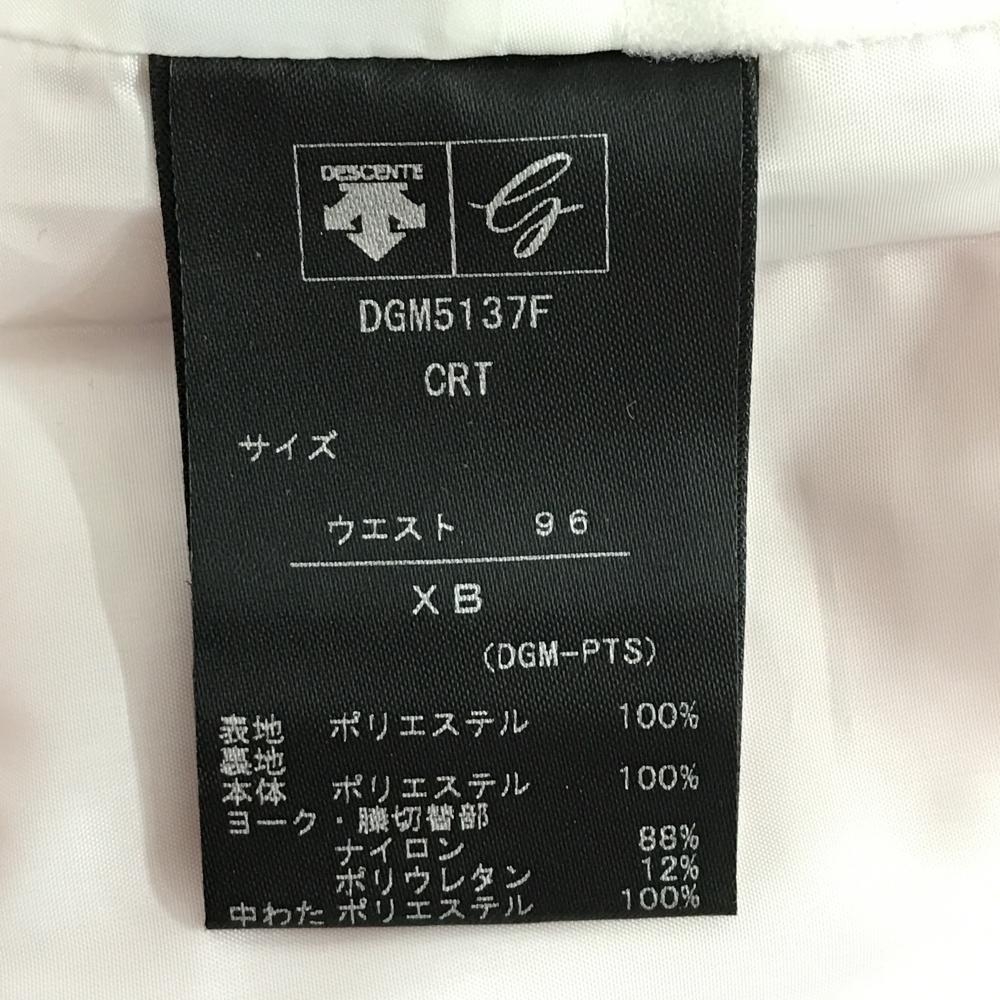 DESCENTE
DGM5137F
CRT
サイズ
ウエスト 96
XB
(DGM-PTS)
表地 ポリエステル 100%
裏地
本体 ポリエステル 100%
ヨーク・膝切替部
ナイロン 88%
ポリウレタン 12%
中わた ポリエステル 100%